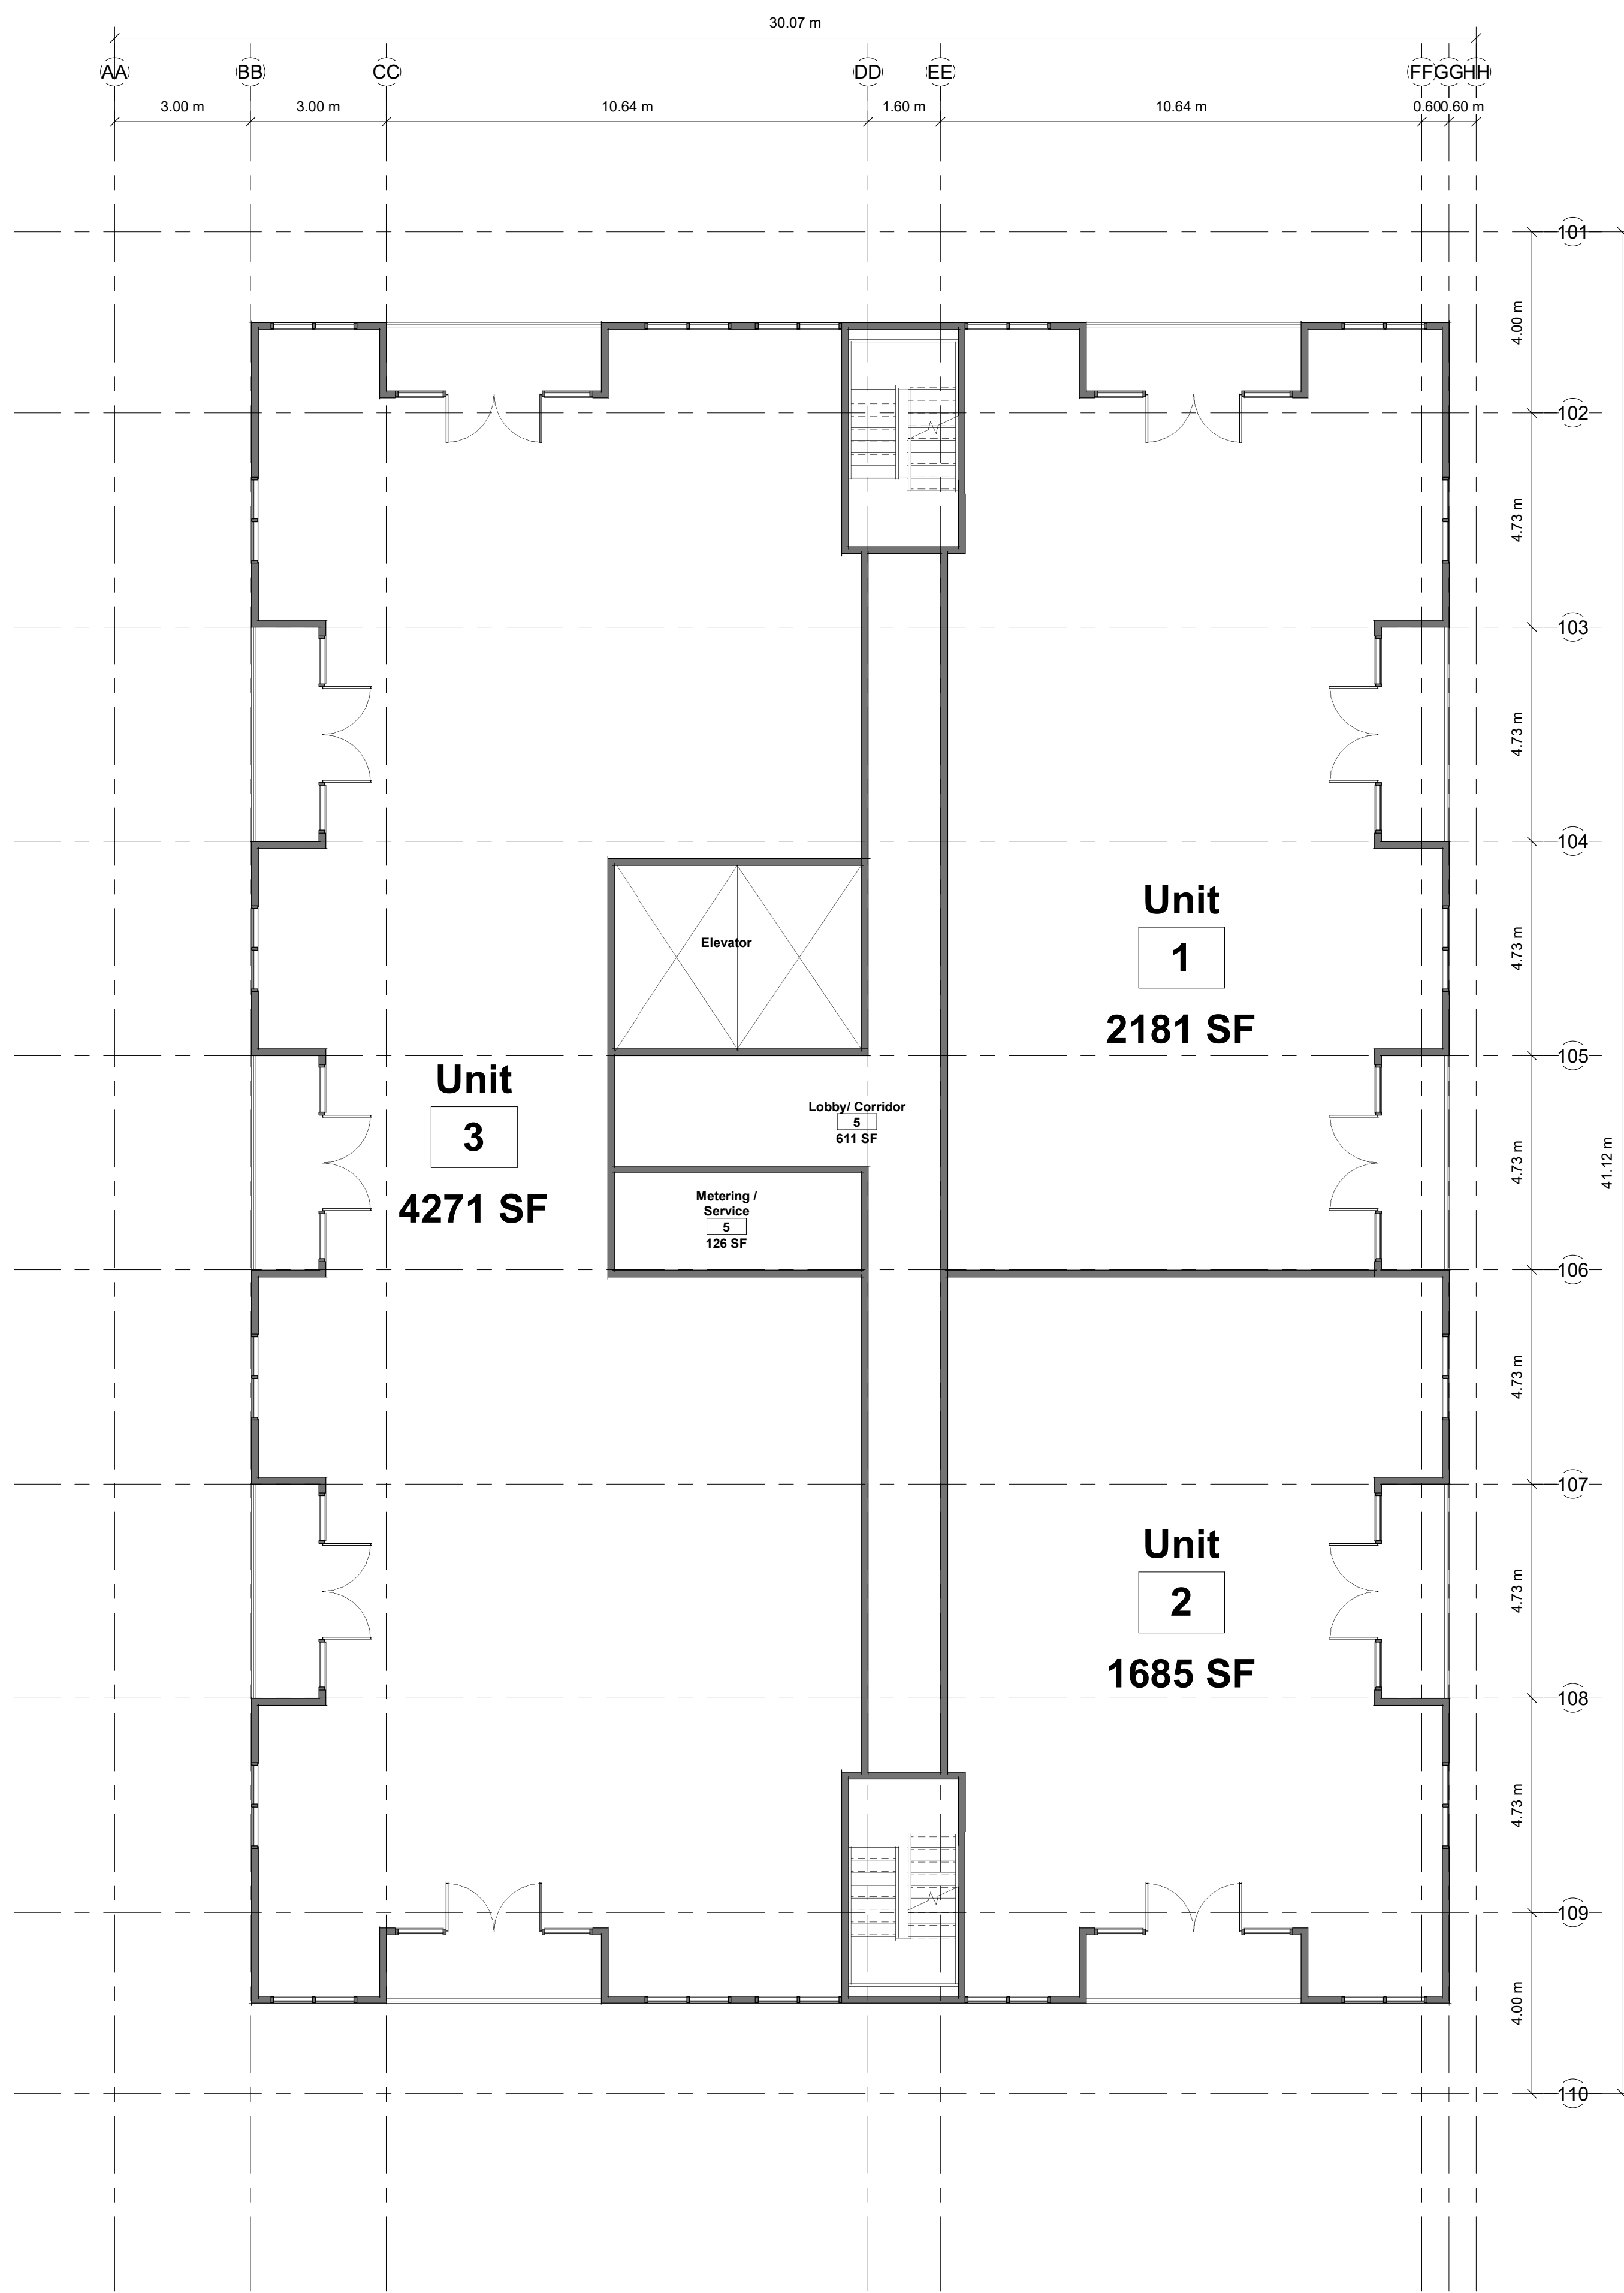 30.07 m
AA BB CC DD EE FF GG HH
3.00 m 3.00 m 10.64 m 1.60 m 10.64 m 0.60 0.60 m
101
4.00 m
102
4.73 m
103
4.73 m
104
Unit
1
2181 SF
Elevator
4.73 m
105
Unit
3
4271 SF
Lobby/ Corridor
5
611 SF
Metering /
Service
5
126 SF
4.73 m
41.12 m
106
4.73 m
107
Unit
2
1685 SF
4.73 m
108
4.73 m
109
4.00 m
110